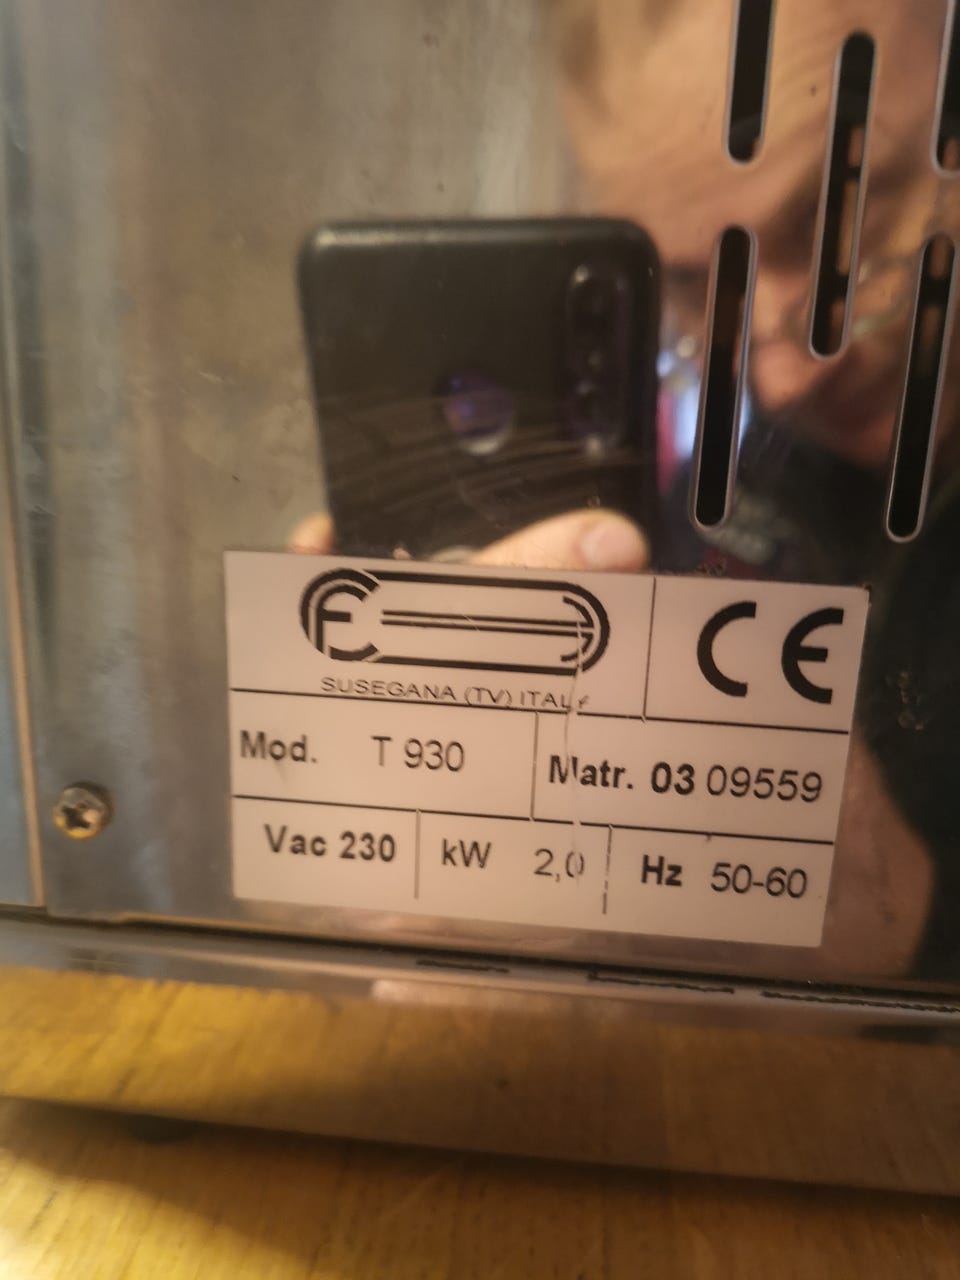 SUSEGANA (TV) ITALY
CE
Mod. T 930
Matr. 03 09559
Vac 230
kW 2,0
Hz 50-60